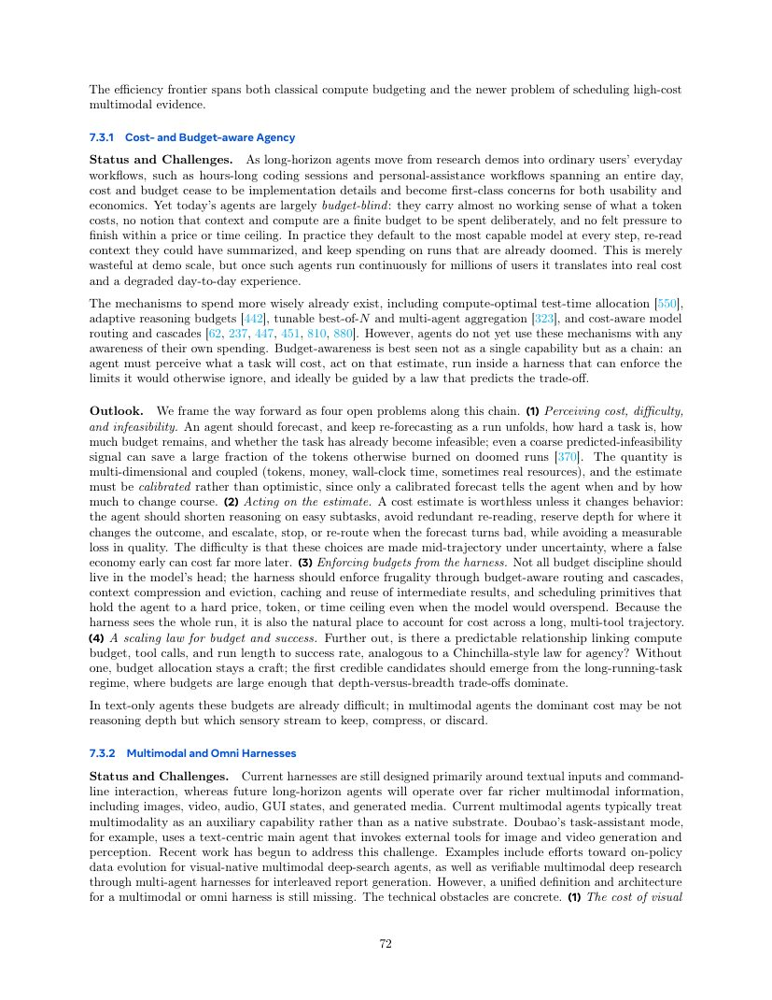 The efficiency frontier spans both classical compute budgeting and the newer problem of scheduling high-cost
multimodal evidence.
7.3.1 Cost- and Budget-aware Agency
Status and Challenges. As long-horizon agents move from research demos into ordinary users' everyday
workflows, such as hours-long coding sessions and personal-assistance workflows spanning an entire day,
cost and budget cease to be implementation details and become first-class concerns for both usability and
economics. Yet today's agents are largely budget-blind: they carry almost no working sense of what a token
costs, no notion that context and compute are a finite budget to be spent deliberately, and no felt pressure to
finish within a price or time ceiling. In practice they default to the most capable model at every step, re-read
context they could have summarized, and keep spending on runs that are already doomed. This is merely
wasteful at demo scale, but once such agents run continuously for millions of users it translates into real cost
and a degraded day-to-day experience.
The mechanisms to spend more wisely already exist, including compute-optimal test-time allocation [550],
adaptive reasoning budgets [442], tunable best-of-N and multi-agent aggregation [323], and cost-aware model
routing and cascades [62, 237, 447, 451, 810, 880]. However, agents do not yet use these mechanisms with any
awareness of their own spending. Budget-awareness is best seen not as a single capability but as a chain: an
agent must perceive what a task will cost, act on that estimate, run inside a harness that can enforce the
limits it would otherwise ignore, and ideally be guided by a law that predicts the trade-off.
Outlook. We frame the way forward as four open problems along this chain. (1) Perceiving cost, difficulty,
and infeasibility. An agent should forecast, and keep re-forecasting as a run unfolds, how hard a task is, how
much budget remains, and whether the task has already become infeasible; even a coarse predicted-infeasibility
signal can save a large fraction of the tokens otherwise burned on doomed runs [370]. The quantity is
multi-dimensional and coupled (tokens, money, wall-clock time, sometimes real resources), and the estimate
must be calibrated rather than optimistic, since only a calibrated forecast tells the agent when and by how
much to change course. (2) Acting on the estimate. A cost estimate is worthless unless it changes behavior:
the agent should shorten reasoning on easy subtasks, avoid redundant re-reading, reserve depth for where it
changes the outcome, and escalate, stop, or re-route when the forecast turns bad, while avoiding a measurable
loss in quality. The difficulty is that these choices are made mid-trajectory under uncertainty, where a false
economy early can cost far more later. (3) Enforcing budgets from the harness. Not all budget discipline should
live in the model's head; the harness should enforce frugality through budget-aware routing and cascades,
context compression and eviction, caching and reuse of intermediate results, and scheduling primitives that
hold the agent to a hard price, token, or time ceiling even when the model would overspend. Because the
harness sees the whole run, it is also the natural place to account for cost across a long, multi-tool trajectory.
(4) A scaling law for budget and success. Further out, is there a predictable relationship linking compute
budget, tool calls, and run length to success rate, analogous to a Chinchilla-style law for agency? Without
one, budget allocation stays a craft; the first credible candidates should emerge from the long-running-task
regime, where budgets are large enough that depth-versus-breadth trade-offs dominate.
In text-only agents these budgets are already difficult; in multimodal agents the dominant cost may be not
reasoning depth but which sensory stream to keep, compress, or discard.
7.3.2 Multimodal and Omni Harnesses
Status and Challenges. Current harnesses are still designed primarily around textual inputs and command-
line interaction, whereas future long-horizon agents will operate over far richer multimodal information,
including images, video, audio, GUI states, and generated media. Current multimodal agents typically treat
multimodality as an auxiliary capability rather than as a native substrate. Doubao's task-assistant mode,
for example, uses a text-centric main agent that invokes external tools for image and video generation and
perception. Recent work has begun to address this challenge. Examples include efforts toward on-policy
data evolution for visual-native multimodal deep-search agents, as well as verifiable multimodal deep research
through multi-agent harnesses for interleaved report generation. However, a unified definition and architecture
for a multimodal or omni harness is still missing. The technical obstacles are concrete. (1) The cost of visual
72